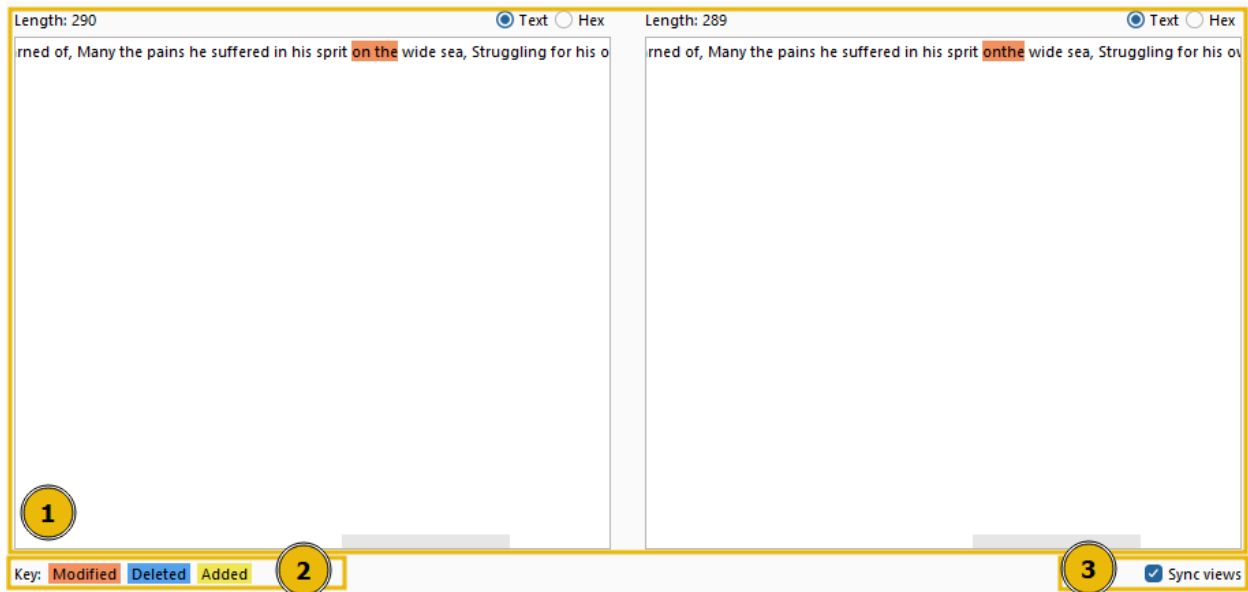 Length: 290 Text Hex Length: 289 Text Hex
rned of, Many the pains he suffered in his sprit on the wide sea, Struggling for his o
rned of, Many the pains he suffered in his sprit onthe wide sea, Struggling for his ov
1
Key: Modified Deleted Added 2 3 Sync views